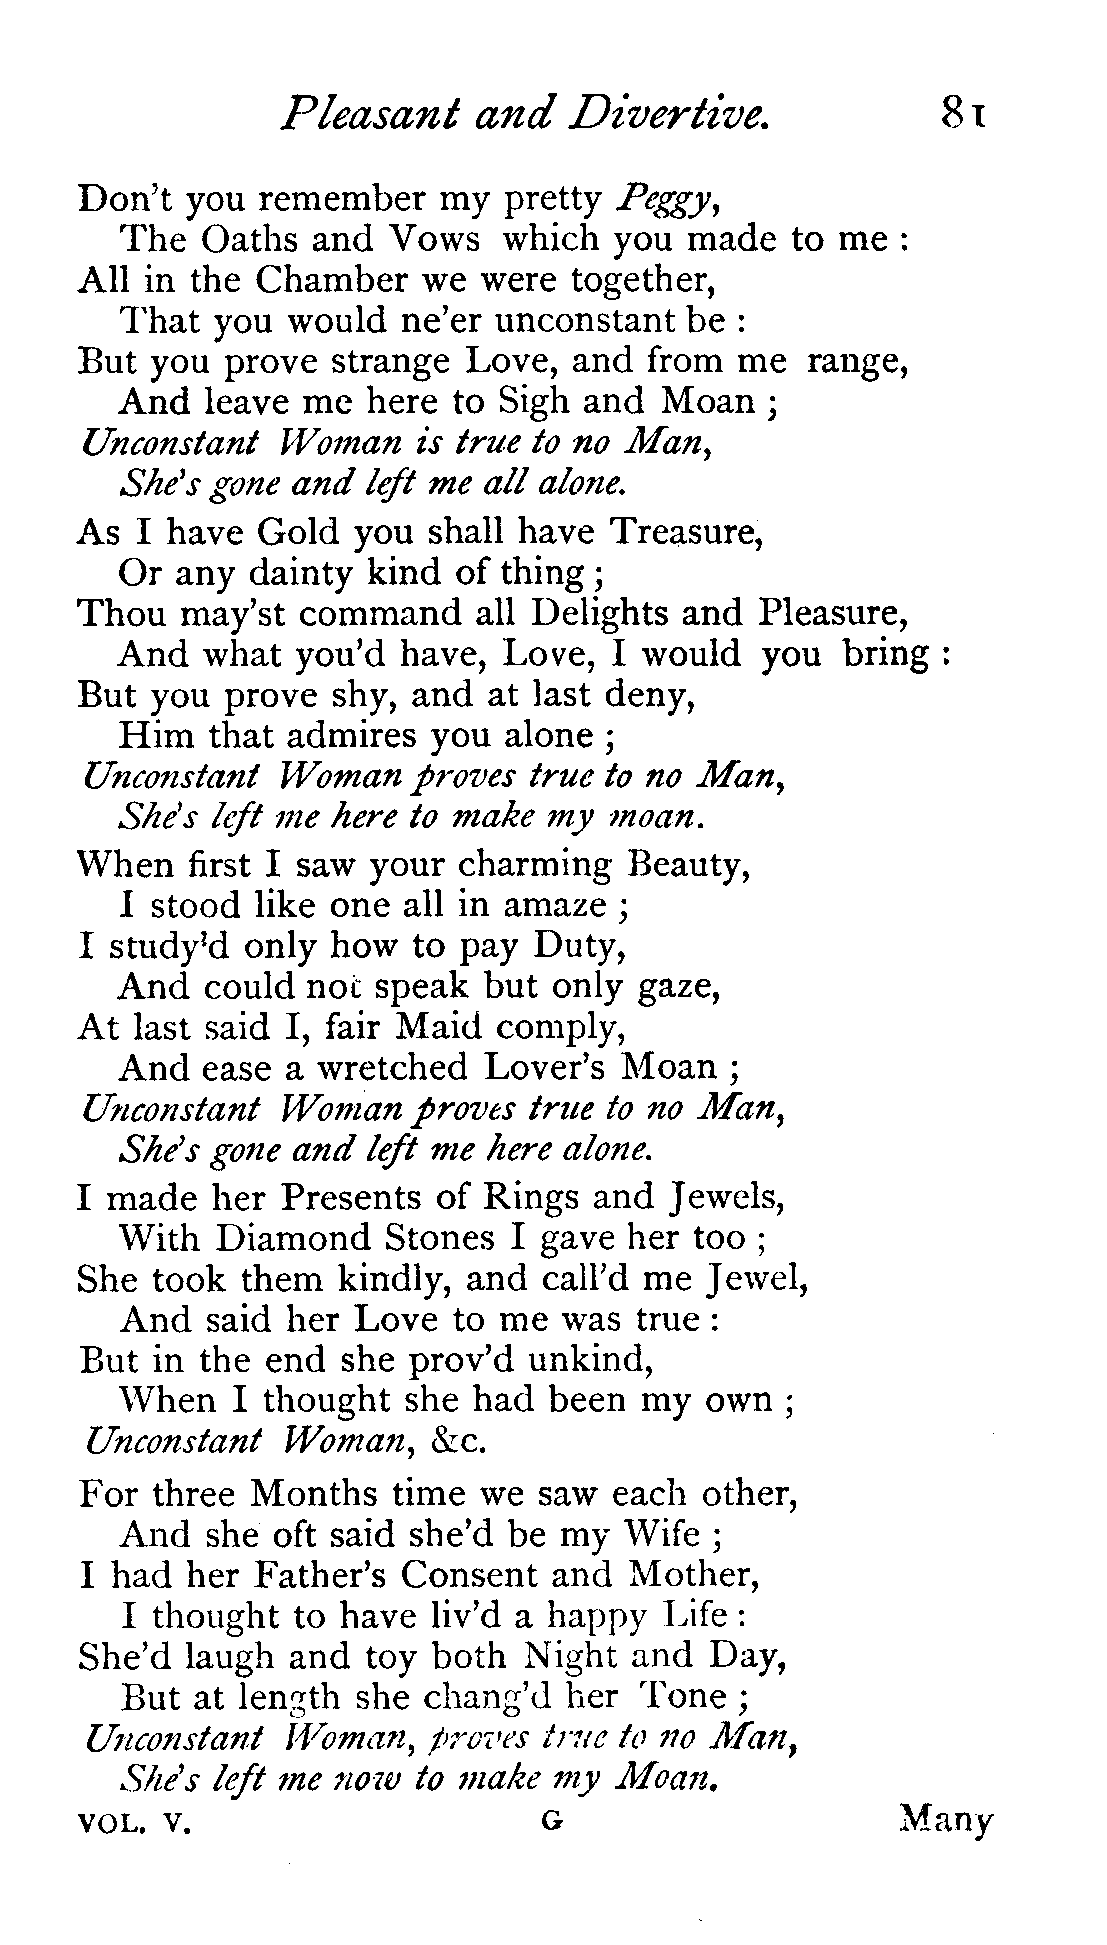 Pleasant and Divertive. 81
Don't you remember my pretty Peggy,
The Oaths and Vows which you made to me :
All in the Chamber we were together,
That you would ne'er unconstant be :
But you prove strange Love, and from me range,
And leave me here to Sigh and Moan ;
Unconstant Woman is true to no Man,
She's gone and left me all alone.
As I have Gold you shall have Treasure,
Or any dainty kind of thing ;
Thou may'st command all Delights and Pleasure,
And what you'd have, Love, I would you bring :
But you prove shy, and at last deny,
Him that admires you alone ;
Unconstant Woman proves true to no Man,
She's left me here to make my moan.
When first I saw your charming Beauty,
I stood like one all in amaze ;
I study'd only how to pay Duty,
And could not speak but only gaze,
At last said I, fair Maid comply,
And ease a wretched Lover's Moan ;
Unconstant Woman proves true to no Man,
She's gone and left me here alone.
I made her Presents of Rings and Jewels,
With Diamond Stones I gave her too ;
She took them kindly, and call'd me Jewel,
And said her Love to me was true :
But in the end she prov'd unkind,
When I thought she had been my own ;
Unconstant Woman, &c.
For three Months time we saw each other,
And she oft said she'd be my Wife ;
I had her Father's Consent and Mother,
I thought to have liv'd a happy Life :
She'd laugh and toy both Night and Day,
But at length she chang'd her Tone ;
Unconstant Woman, proves true to no Man,
She's left me now to make my Moan.
VOL. V. G Many